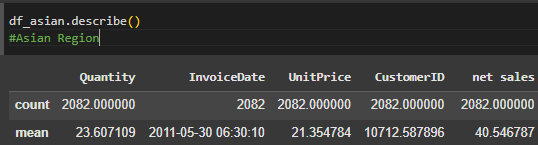 df_asian.describe()
#Asian Region
Quantity InvoiceDate UnitPrice CustomerID net sales
count 2082.000000 2082 2082.000000 2082.000000 2082.000000
mean 23.607109 2011-05-30 06:30:10 21.354784 10712.587896 40.546787